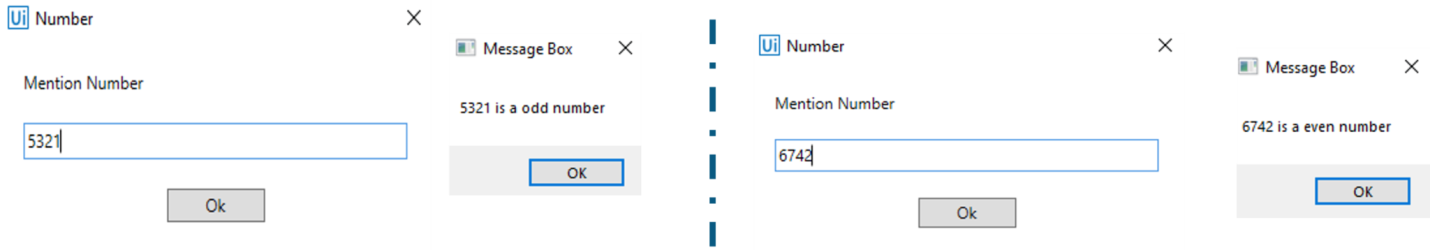 Ui Number
Mention Number
5321
Ok
Message Box
5321 is a odd number
OK
Ui Number
Mention Number
6742
Ok
Message Box
6742 is a even number
OK